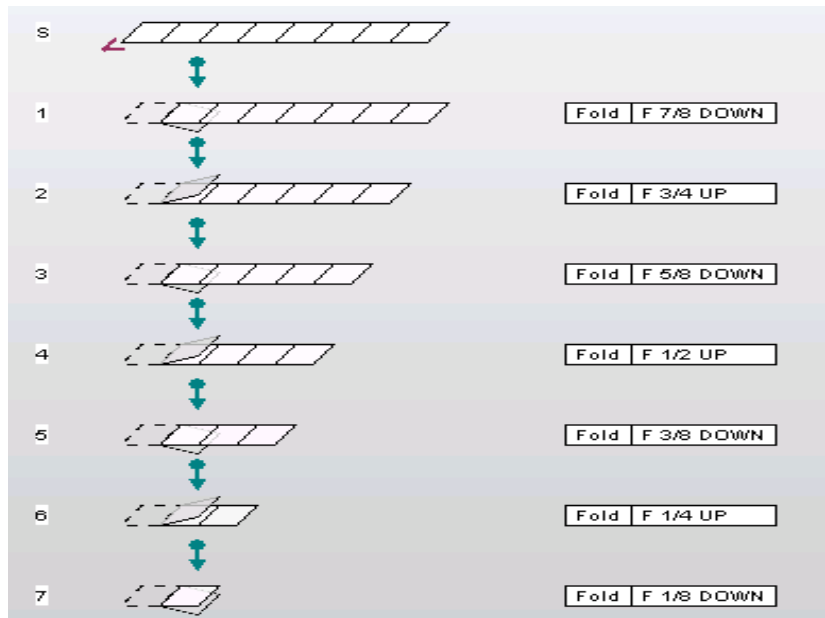 S
1 Fold F 7/8 DOWN
2 Fold F 3/4 UP
3 Fold F 5/8 DOWN
4 Fold F 1/2 UP
5 Fold F 3/8 DOWN
6 Fold F 1/4 UP
7 Fold F 1/8 DOWN